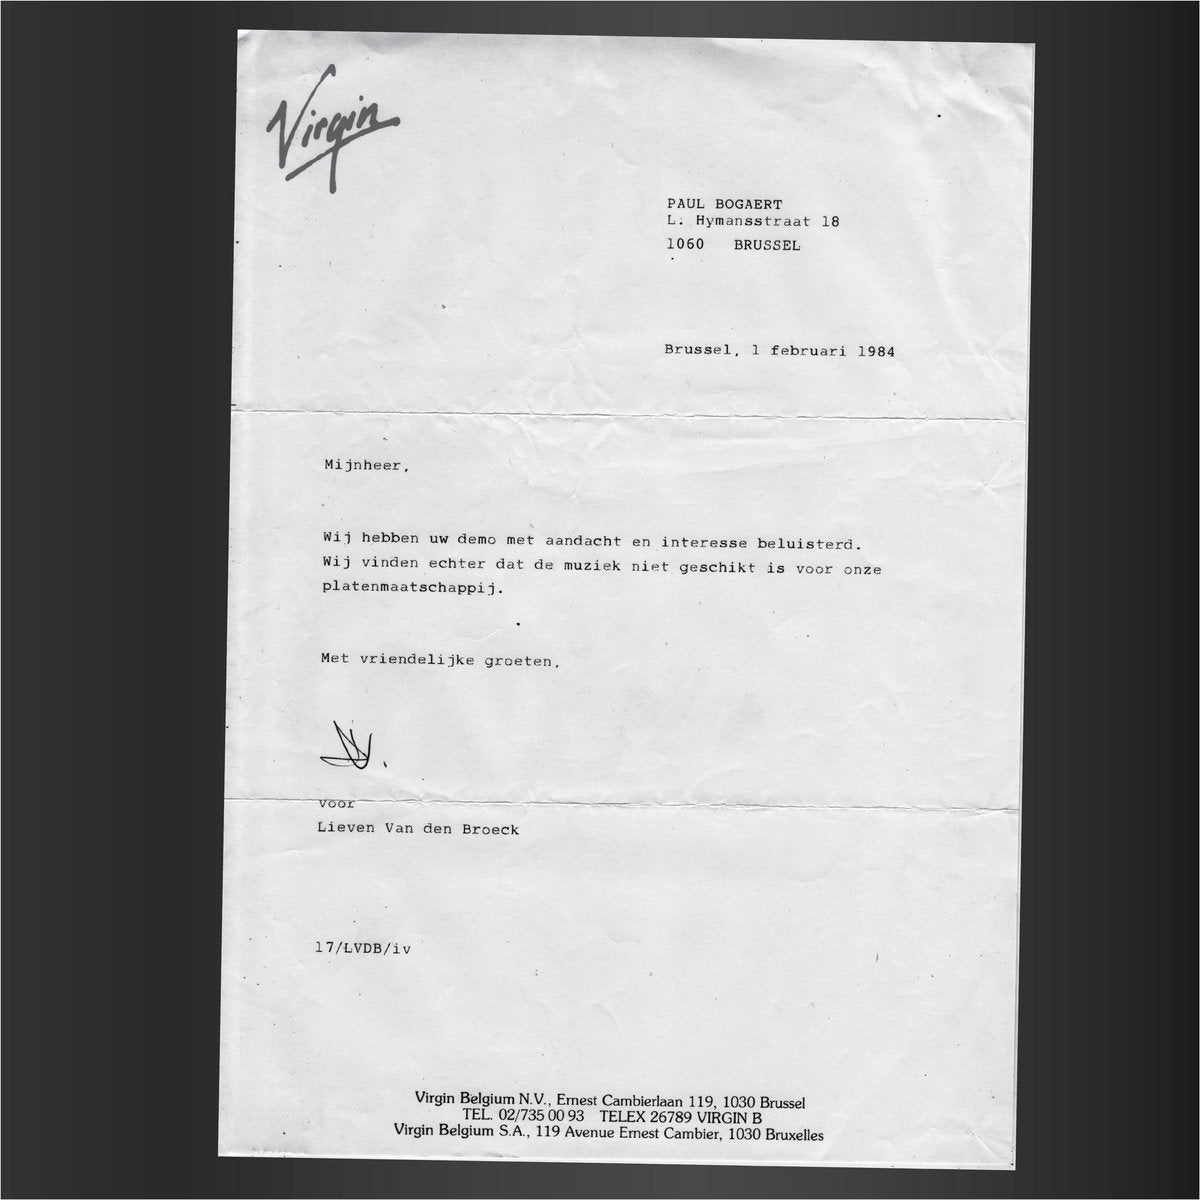 Virgin
PAUL BOGAERT
L. Hymansstraat 18
1060 BRUSSEL
Brussel, 1 februari 1984
Mijnheer,
Wij hebben uw demo met aandacht en interesse beluisterd.
Wij vinden echter dat de muziek niet geschikt is voor onze
platenmaatschappij.
Met vriendelijke groeten,
voor
Lieven Van den Broeck
17/LVDB/iv
Virgin Belgium N.V., Ernest Cambierlaan 119, 1030 Brussel
TEL. 02/735 00 93 TELEX 26789 VIRGIN B
Virgin Belgium S.A., 119 Avenue Ernest Cambier, 1030 Bruxelles